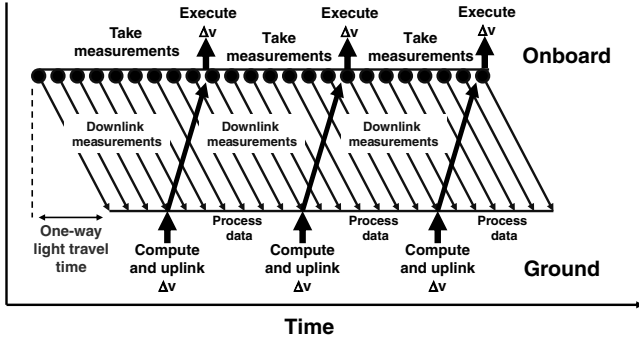 Execute
Δv
Execute
Δv
Execute
Δv
Take
measurements
Take
measurements
Take
measurements
Onboard
Downlink
measurements
Downlink
measurements
Downlink
measurements
One-way
light travel
time
Process
data
Process
data
Process
data
Compute
and uplink
Δv
Compute
and uplink
Δv
Compute
and uplink
Δv
Ground
Time